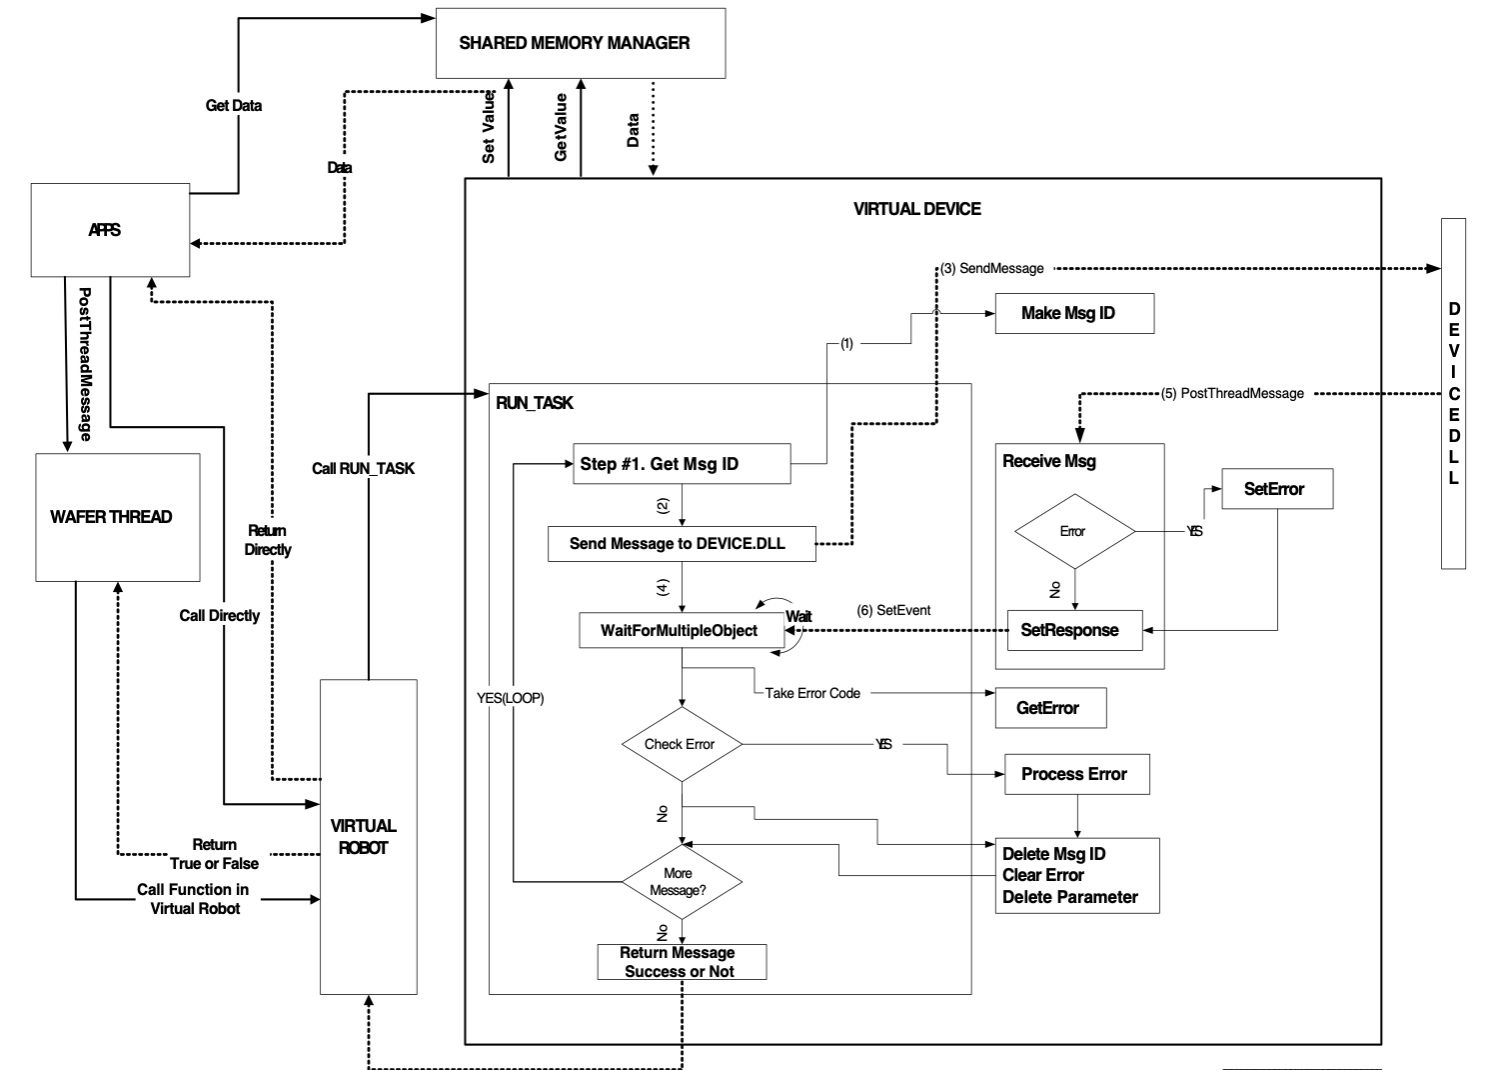 SHARED MEMORY MANAGER
Get Data
Set Value
GetValue
Data
Data
VIRTUAL DEVICE
APPS
(3) SendMessage
Make Msg ID
(1)
DEVICEDLL
PostThreadMessage
(5) PostThreadMessage
RUN_TASK
Call RUN_TASK
Step #1. Get Msg ID
Receive Msg
SetError
WAFER THREAD
(2)
Error
YES
Return
Directly
Send Message to DEVICE.DLL
(4)
No
Call Directly
Wait
(6) SetEvent
WaitForMultipleObject
SetResponse
YES(LOOP)
Take Error Code
GetError
Check Error
YES
Process Error
No
VIRTUAL
ROBOT
Return
True or False
Delete Msg ID
Clear Error
Delete Parameter
More
Message?
Call Function in
Virtual Robot
No
Return Message
Success or Not